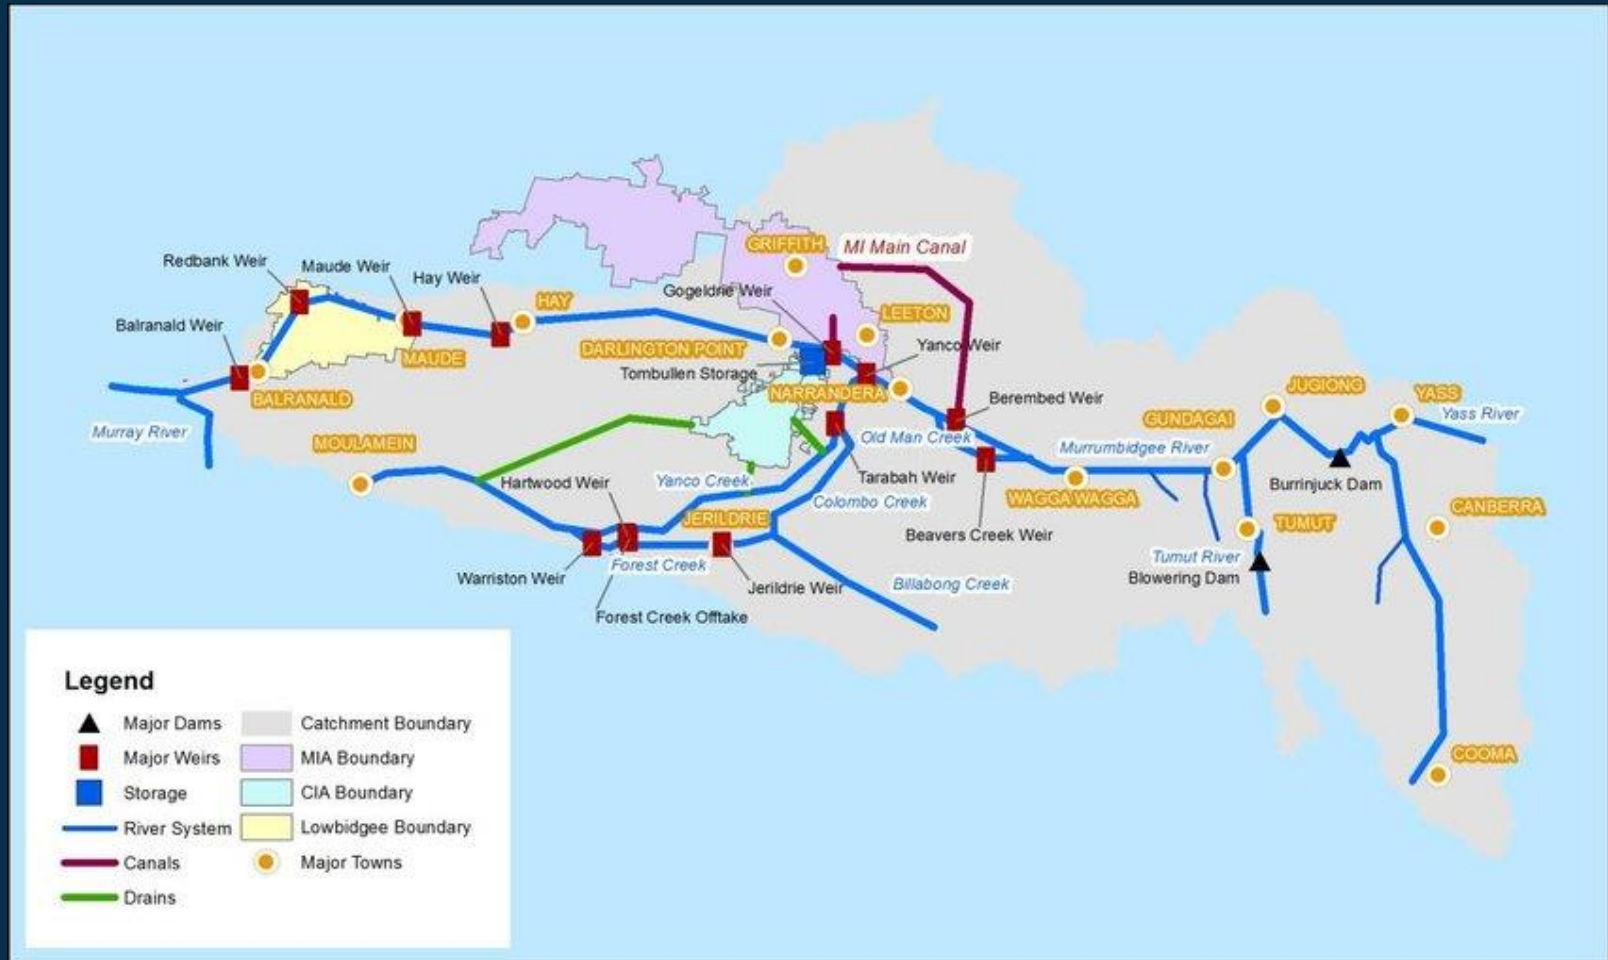 GRIFFITH
MI Main Canal
Redbank Weir
Maude Weir
Hay Weir
Gogeldrie Weir
HAY
LEETON
Balranald Weir
DARLINGTON POINT
Yanco Weir
MAUDE
Tombullen Storage
NARRANDERA
BALRANALD
Berembed Weir
JUGIONG
YASS
Yass River
GUNDAGAI
Murray River
MOULAMEIN
Old Man Creek
Murrumbidgee River
Hartwood Weir
Yanco Creek
Tarabah Weir
Burrinjuck Dam
WAGGA WAGGA
Colombo Creek
CANBERRA
JERILDRIE
Beavers Creek Weir
TUMUT
Tumut River
Forest Creek
Warriston Weir
Blowering Dam
Jerildrie Weir
Billabong Creek
Forest Creek Offtake
COOMA
Legend
Major Dams
Catchment Boundary
Major Weirs
MIA Boundary
Storage
CIA Boundary
River System
Lowbidgee Boundary
Canals
Major Towns
Drains